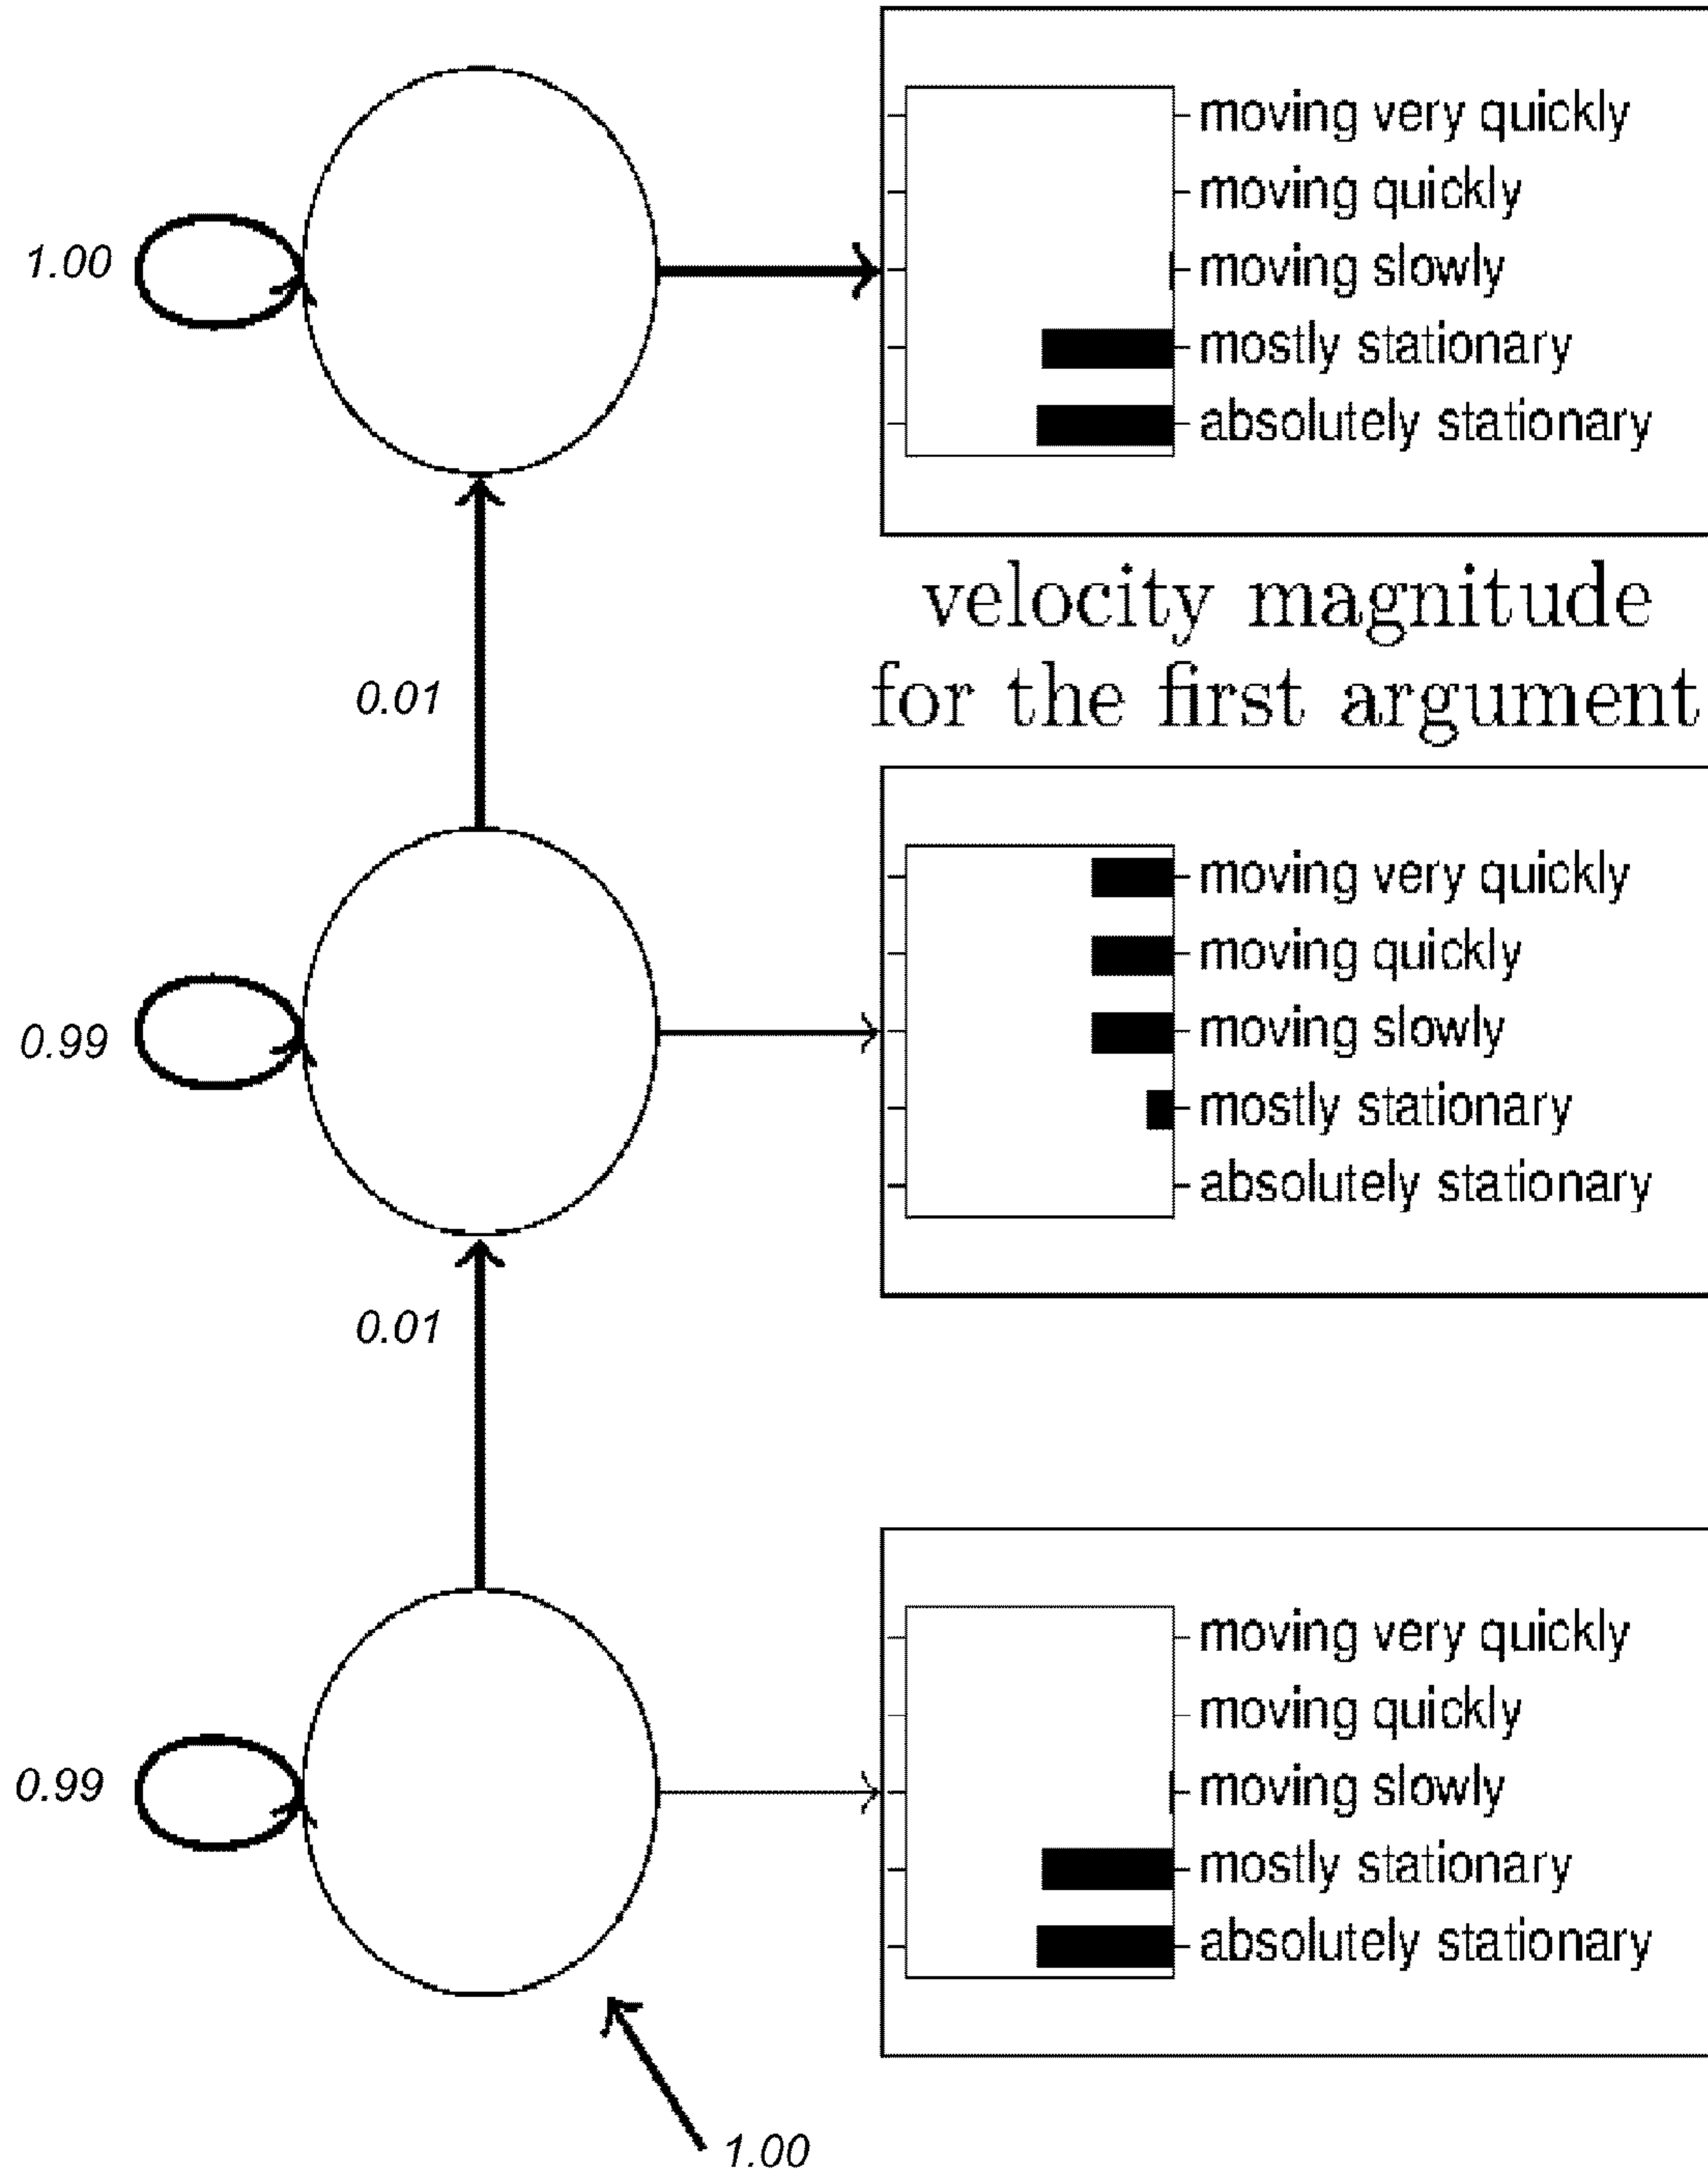 moving very quickly
moving quickly
1.00
moving slowly
mostly stationary
absolutely stationary
velocity magnitude
for the first argument
0.01
moving very quickly
moving quickly
0.99
moving slowly
mostly stationary
absolutely stationary
0.01
moving very quickly
moving quickly
0.99
moving slowly
mostly stationary
absolutely stationary
1.00